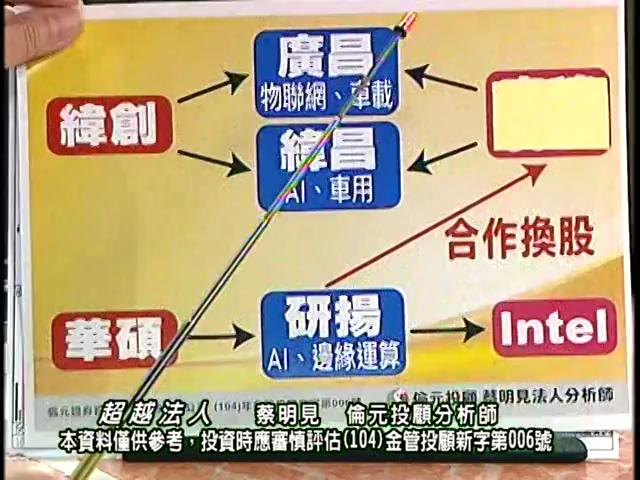 廣昌
物聯網、車載
緯創
緯昌
AI、車用
合作換股
華碩
研揚
AI、邊緣運算
Intel
倫元投顧 蔡明見法人分析師
超越法人 蔡明見 倫元投顧分析師
本資料僅供參考,投資時應審慎評估(104)金管投顧新字第006號